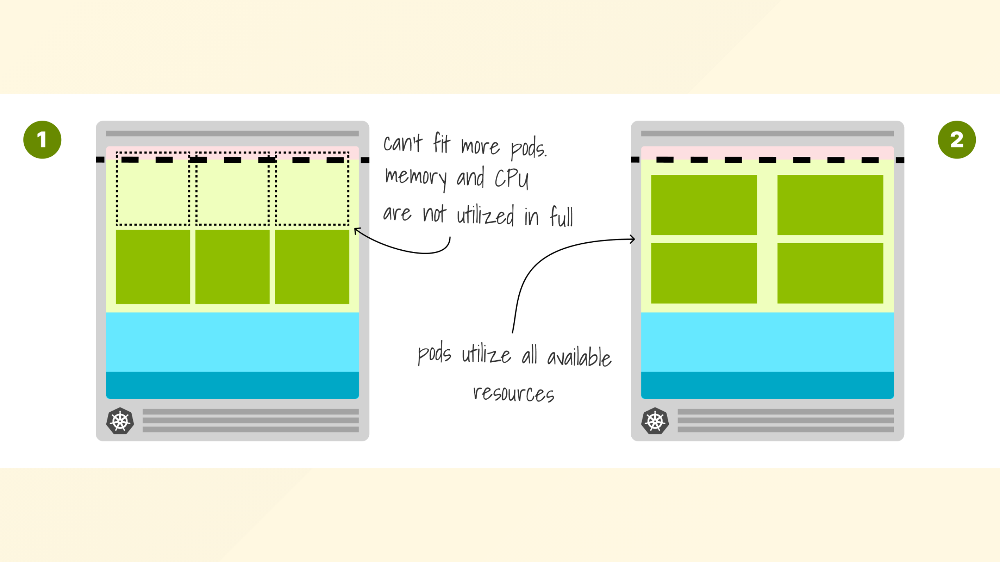 1
can't fit more pods.
memory and CPU
are not utilized in full
pods utilize all available
resources
2